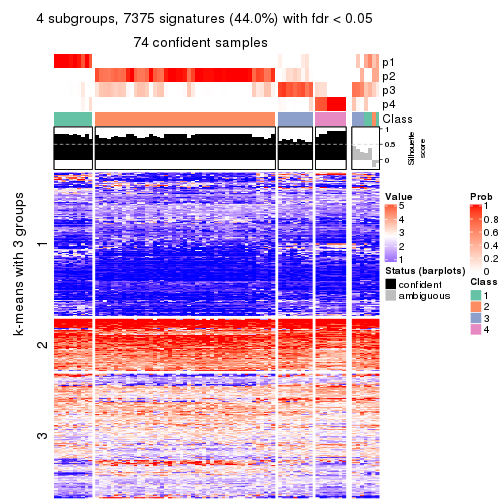 4 subgroups, 7375 signatures (44.0%) with fdr < 0.05
74 confident samples
p1
p2
p3
p4
Class
1
0.5
0
Silhouette
score
k-means with 3 groups
1
2
3
Value
5
4
3
2
1
Status (barplots)
confident
ambiguous
Prob
1
0.8
0.6
0.4
0.2
0
Class
1
2
3
4